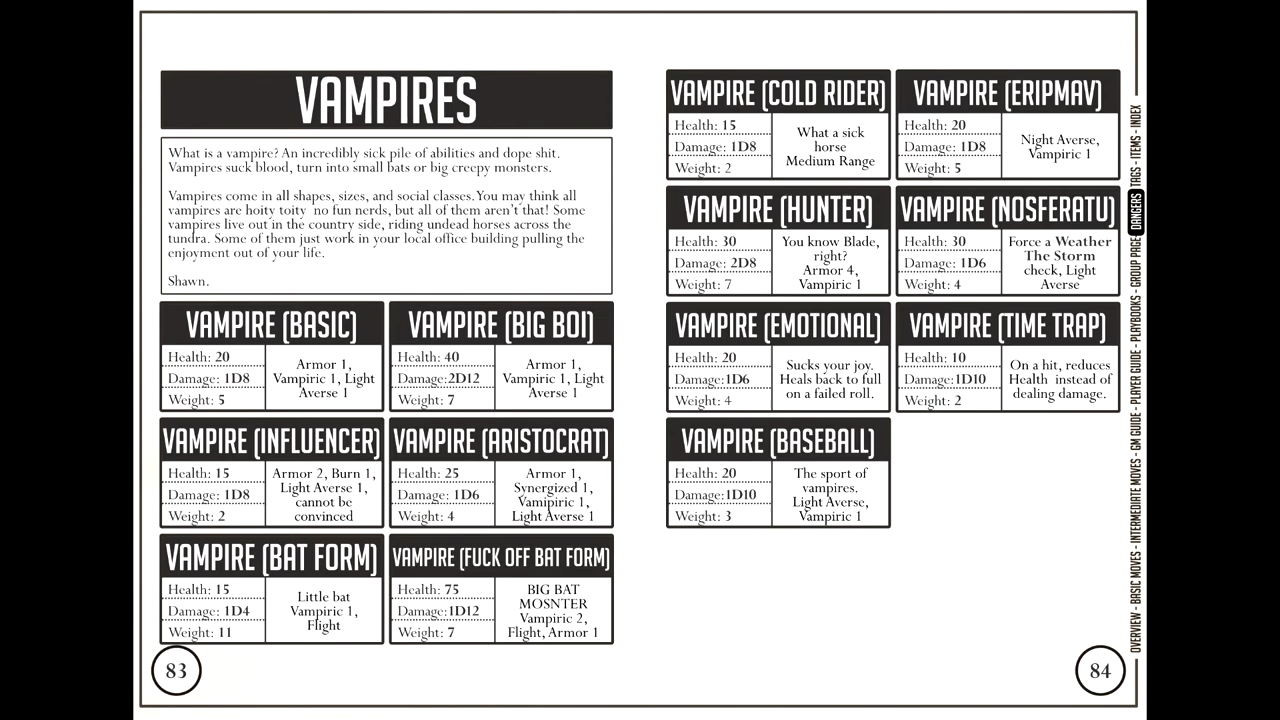 VAMPIRES
What is a vampire? An incredibly sick pile of abilities and dope shit.
Vampires suck blood, turn into small bats or big creepy monsters.
Vampires come in all shapes, sizes, and social classes. You may think all
vampires are hoity toity no fun nerds, but all of them aren't that! Some
vampires live out in the country side, riding undead horses across the
tundra. Some of them just work in your local office building pulling the
enjoyment out of your life.
Shawn.
VAMPIRE (BASIC)
Health: 20
Damage: 1D8
Weight: 5
Armor 1,
Vampiric 1, Light
Averse 1
VAMPIRE (BIG BOI)
Health: 40
Damage:2D12
Weight: 7
Armor 1,
Vampiric 1, Light
Averse 1
VAMPIRE (INFLUENCER)
Health: 15
Damage: 1D8
Weight: 2
Armor 2, Burn 1,
Light Averse 1,
cannot be
convinced
VAMPIRE (ARISTOCRAT)
Health: 25
Damage: 1D6
Weight: 4
Armor 1,
Synergized 1,
Vamipiric 1,
Light Averse 1
VAMPIRE (BAT FORM)
Health: 15
Damage: 1D4
Weight: 11
Little bat
Vampiric 1,
Flight
VAMPIRE (FUCK OFF BAT FORM)
Health: 75
Damage:1D12
Weight: 7
BIG BAT
MOSNTER
Vampiric 2,
Flight, Armor 1
83
VAMPIRE (COLD RIDER)
Health: 15
Damage: 1D8
Weight: 2
What a sick
horse
Medium Range
VAMPIRE (ERIPMAV)
Health: 20
Damage: 1D8
Weight: 5
Night Averse,
Vampiric 1
VAMPIRE (HUNTER)
Health: 30
Damage: 2D8
Weight: 7
You know Blade,
right?
Armor 4,
Vampiric 1
VAMPIRE (NOSFERATU)
Health: 30
Damage: 1D6
Weight: 4
Force a Weather
The Storm
check, Light
Averse
VAMPIRE (EMOTIONAL)
Health: 20
Damage:1D6
Weight: 4
Sucks your joy.
Heals back to full
on a failed roll.
VAMPIRE (TIME TRAP)
Health: 10
Damage:1D10
Weight: 2
On a hit, reduces
Health instead of
dealing damage.
VAMPIRE (BASEBALL)
Health: 20
Damage:1D10
Weight: 3
The sport of
vampires.
Light Averse,
Vampiric 1
84
OVERVIEW - BASIC MOVES - INTERMEDIATE MOVES - GM GUIDE - PLAYER GUIDE - PLAYBOOKS - GROUP PAGE DANGERS TAGS - ITEMS - INDEX